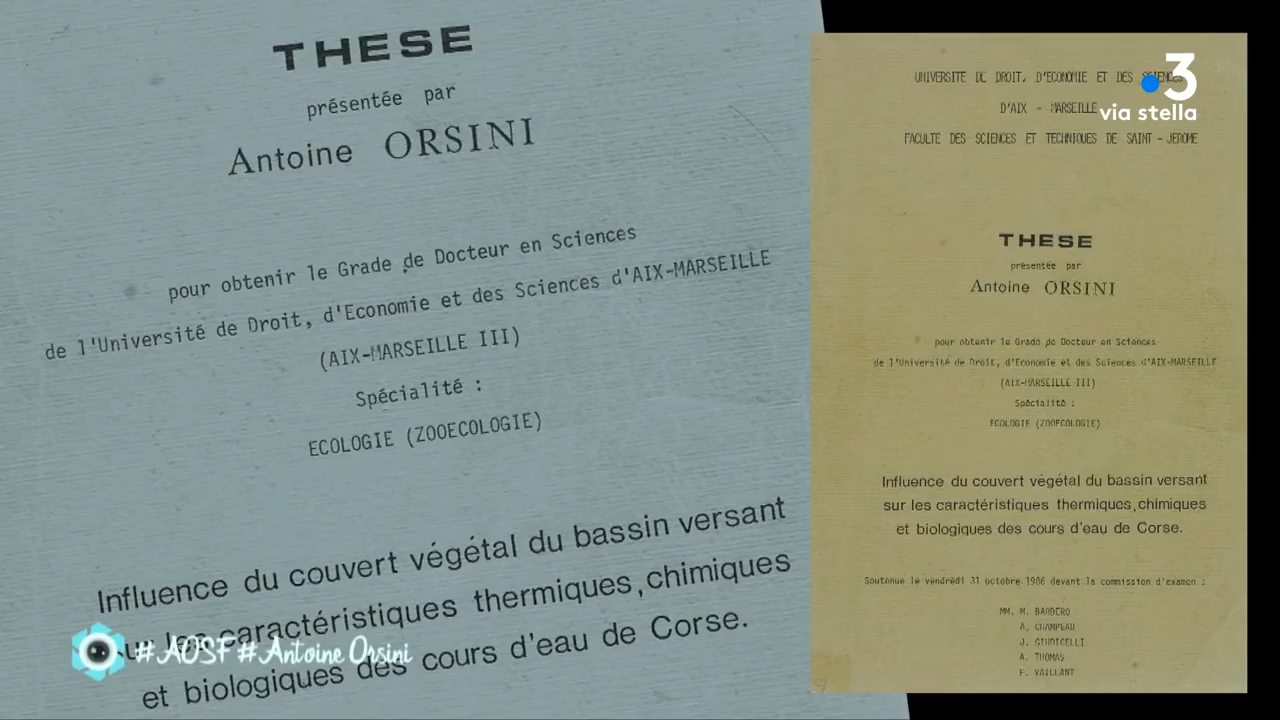 THESE
présentée par
Antoine ORSINI
pour obtenir le Grade de Docteur en Sciences
de l'Université de Droit, d'Economie et des Sciences d'AIX-MARSEILLE
(AIX-MARSEILLE III)
Spécialité :
ECOLOGIE (ZOOECOLOGIE)
Influence du couvert végétal du bassin versant
sur les caractéristiques thermiques, chimiques
et biologiques des cours d'eau de Corse.
#AOSF #Antoine Orsini
3
via stella
UNIVERSITE DE DROIT, D'ECONOMIE ET DES SCIENCES
D'AIX - MARSEILLE
FACULTE DES SCIENCES ET TECHNIQUES DE SAINT - JEROME
THESE
présentée par
Antoine ORSINI
pour obtenir le Grade de Docteur en Sciences
de l'Université de Droit, d'Economie et des Sciences d'AIX-MARSEILLE
(AIX-MARSEILLE III)
Spécialité :
ECOLOGIE (ZOOECOLOGIE)
Influence du couvert végétal du bassin versant
sur les caractéristiques thermiques, chimiques
et biologiques des cours d'eau de Corse.
Soutenue le vendredi 31 octobre 1986 devant la commission d'examen :
MM. M. BARBERO
A. CHAMPEAU
J. GIUDICELLI
A. THOMAS
F. VAILLANT